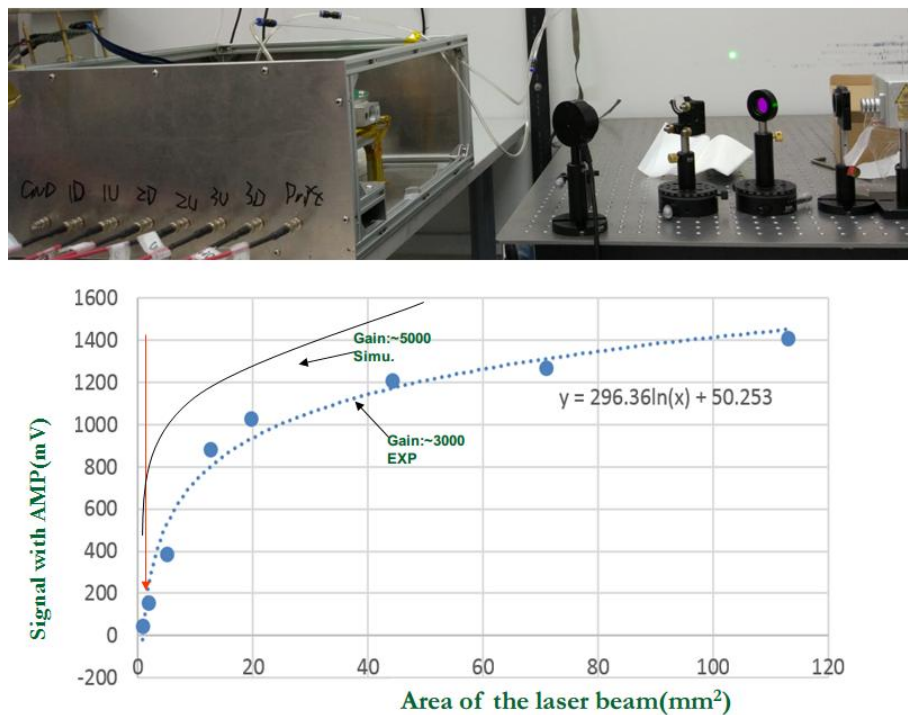 GND 1D 1U 2D 2U 3U 3D
1600
1400
1200
1000
800
600
400
200
0
-200
Signal with AMP(mV)
Gain:~5000
Simu.
y = 296.36ln(x) + 50.253
Gain:~3000
EXP
0 20 40 60 80 100 120
Area of the laser beam(mm²)